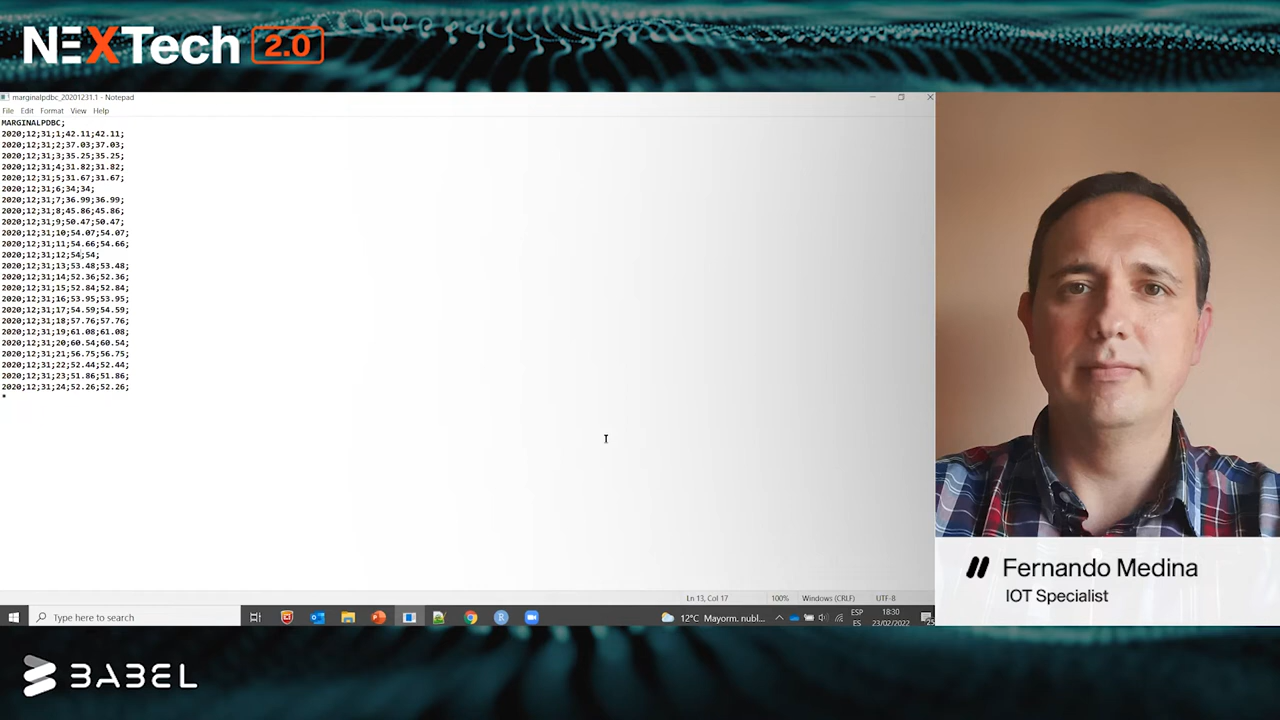 NEXTech 2.0
marginalpdbc_20201231.1 - Notepad
File Edit Format View Help
MARGINALPDBC;
2020;12;31;1;42.11;42.11;
2020;12;31;2;37.03;37.03;
2020;12;31;3;35.25;35.25;
2020;12;31;4;31.82;31.82;
2020;12;31;5;31.67;31.67;
2020;12;31;6;34;34;
2020;12;31;7;36.99;36.99;
2020;12;31;8;45.86;45.86;
2020;12;31;9;50.47;50.47;
2020;12;31;10;54.07;54.07;
2020;12;31;11;54.66;54.66;
2020;12;31;12;54;54;
2020;12;31;13;53.48;53.48;
2020;12;31;14;52.36;52.36;
2020;12;31;15;52.84;52.84;
2020;12;31;16;53.95;53.95;
2020;12;31;17;54.59;54.59;
2020;12;31;18;57.76;57.76;
2020;12;31;19;61.08;61.08;
2020;12;31;20;60.54;60.54;
2020;12;31;21;56.75;56.75;
2020;12;31;22;52.44;52.44;
2020;12;31;23;51.86;51.86;
2020;12;31;24;52.26;52.26;
*
Ln 13, Col 17 100% Windows (CRLF) UTF-8
Type here to search
12°C Mayorm. nubl...
ESP
ES
18:30
23/02/2022
25
Fernando Medina
IOT Specialist
BABEL